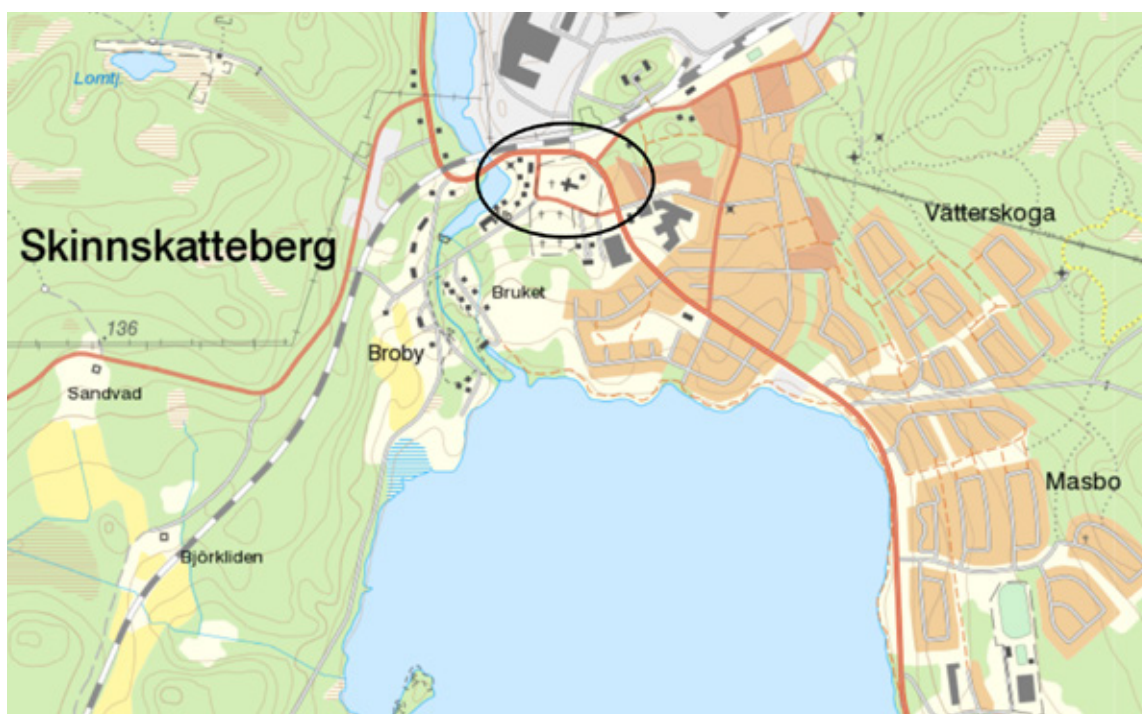 Lomtj.
Vätterskoga
Skinnskatteberg
Bruket
136
Broby
Sandvad
Masbo
Björkliden